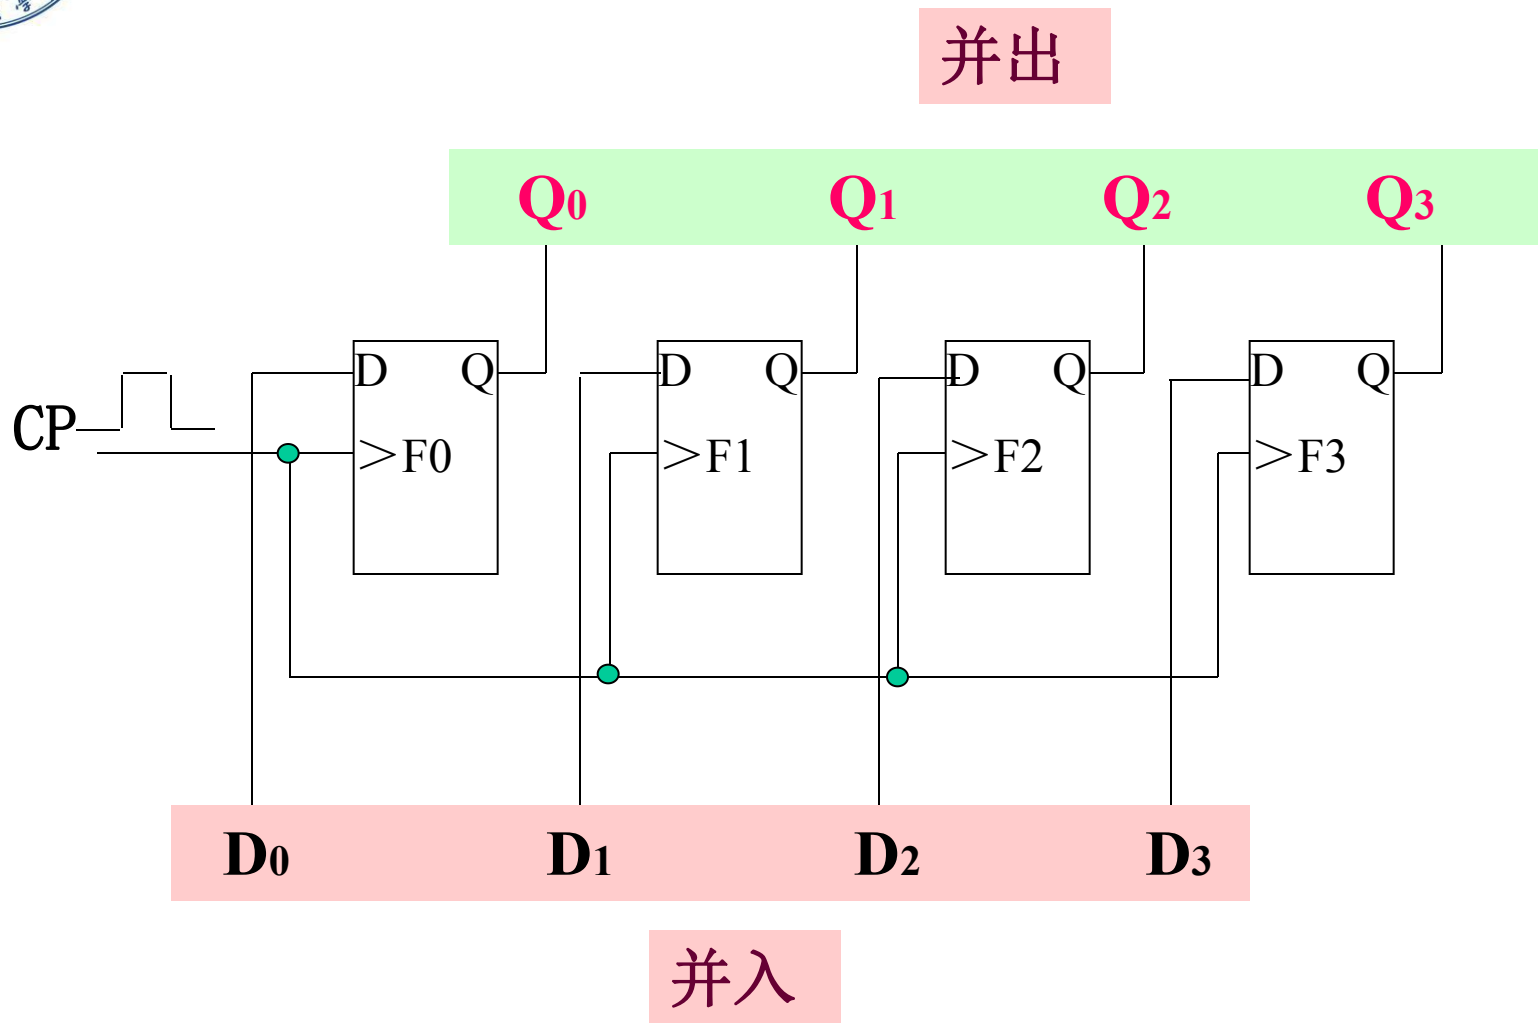 并出
Q0 Q1 Q2 Q3
D Q D Q D Q D Q
CP
>F0 >F1 >F2 >F3
D0 D1 D2 D3
并入